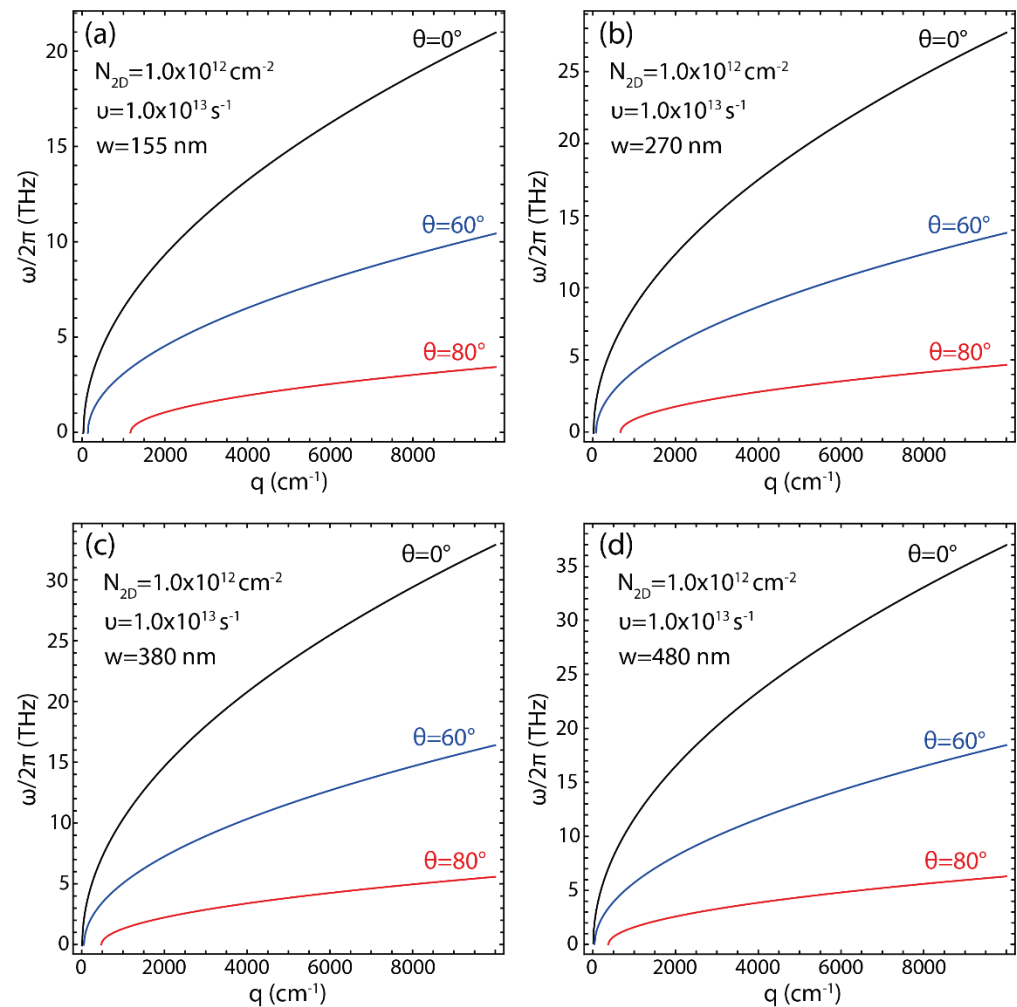 (a)
θ=0°
N2D=1.0x10¹² cm⁻²
υ=1.0x10¹³ s⁻¹
w=155 nm
θ=60°
θ=80°
20
15
10
5
0
ω/2π (THz)
0 2000 4000 6000 8000
q (cm⁻¹)
(b)
θ=0°
N2D=1.0x10¹² cm⁻²
υ=1.0x10¹³ s⁻¹
w=270 nm
θ=60°
θ=80°
25
20
15
10
5
0
ω/2π (THz)
0 2000 4000 6000 8000
q (cm⁻¹)
(c)
θ=0°
N2D=1.0x10¹² cm⁻²
υ=1.0x10¹³ s⁻¹
w=380 nm
θ=60°
θ=80°
30
25
20
15
10
5
0
ω/2π (THz)
0 2000 4000 6000 8000
q (cm⁻¹)
(d)
θ=0°
N2D=1.0x10¹² cm⁻²
υ=1.0x10¹³ s⁻¹
w=480 nm
θ=60°
θ=80°
35
30
25
20
15
10
5
0
ω/2π (THz)
0 2000 4000 6000 8000
q (cm⁻¹)